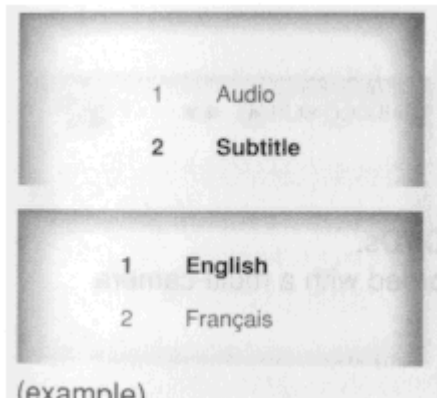 1 Audio
2 Subtitle
1 English
2 Français
(example)